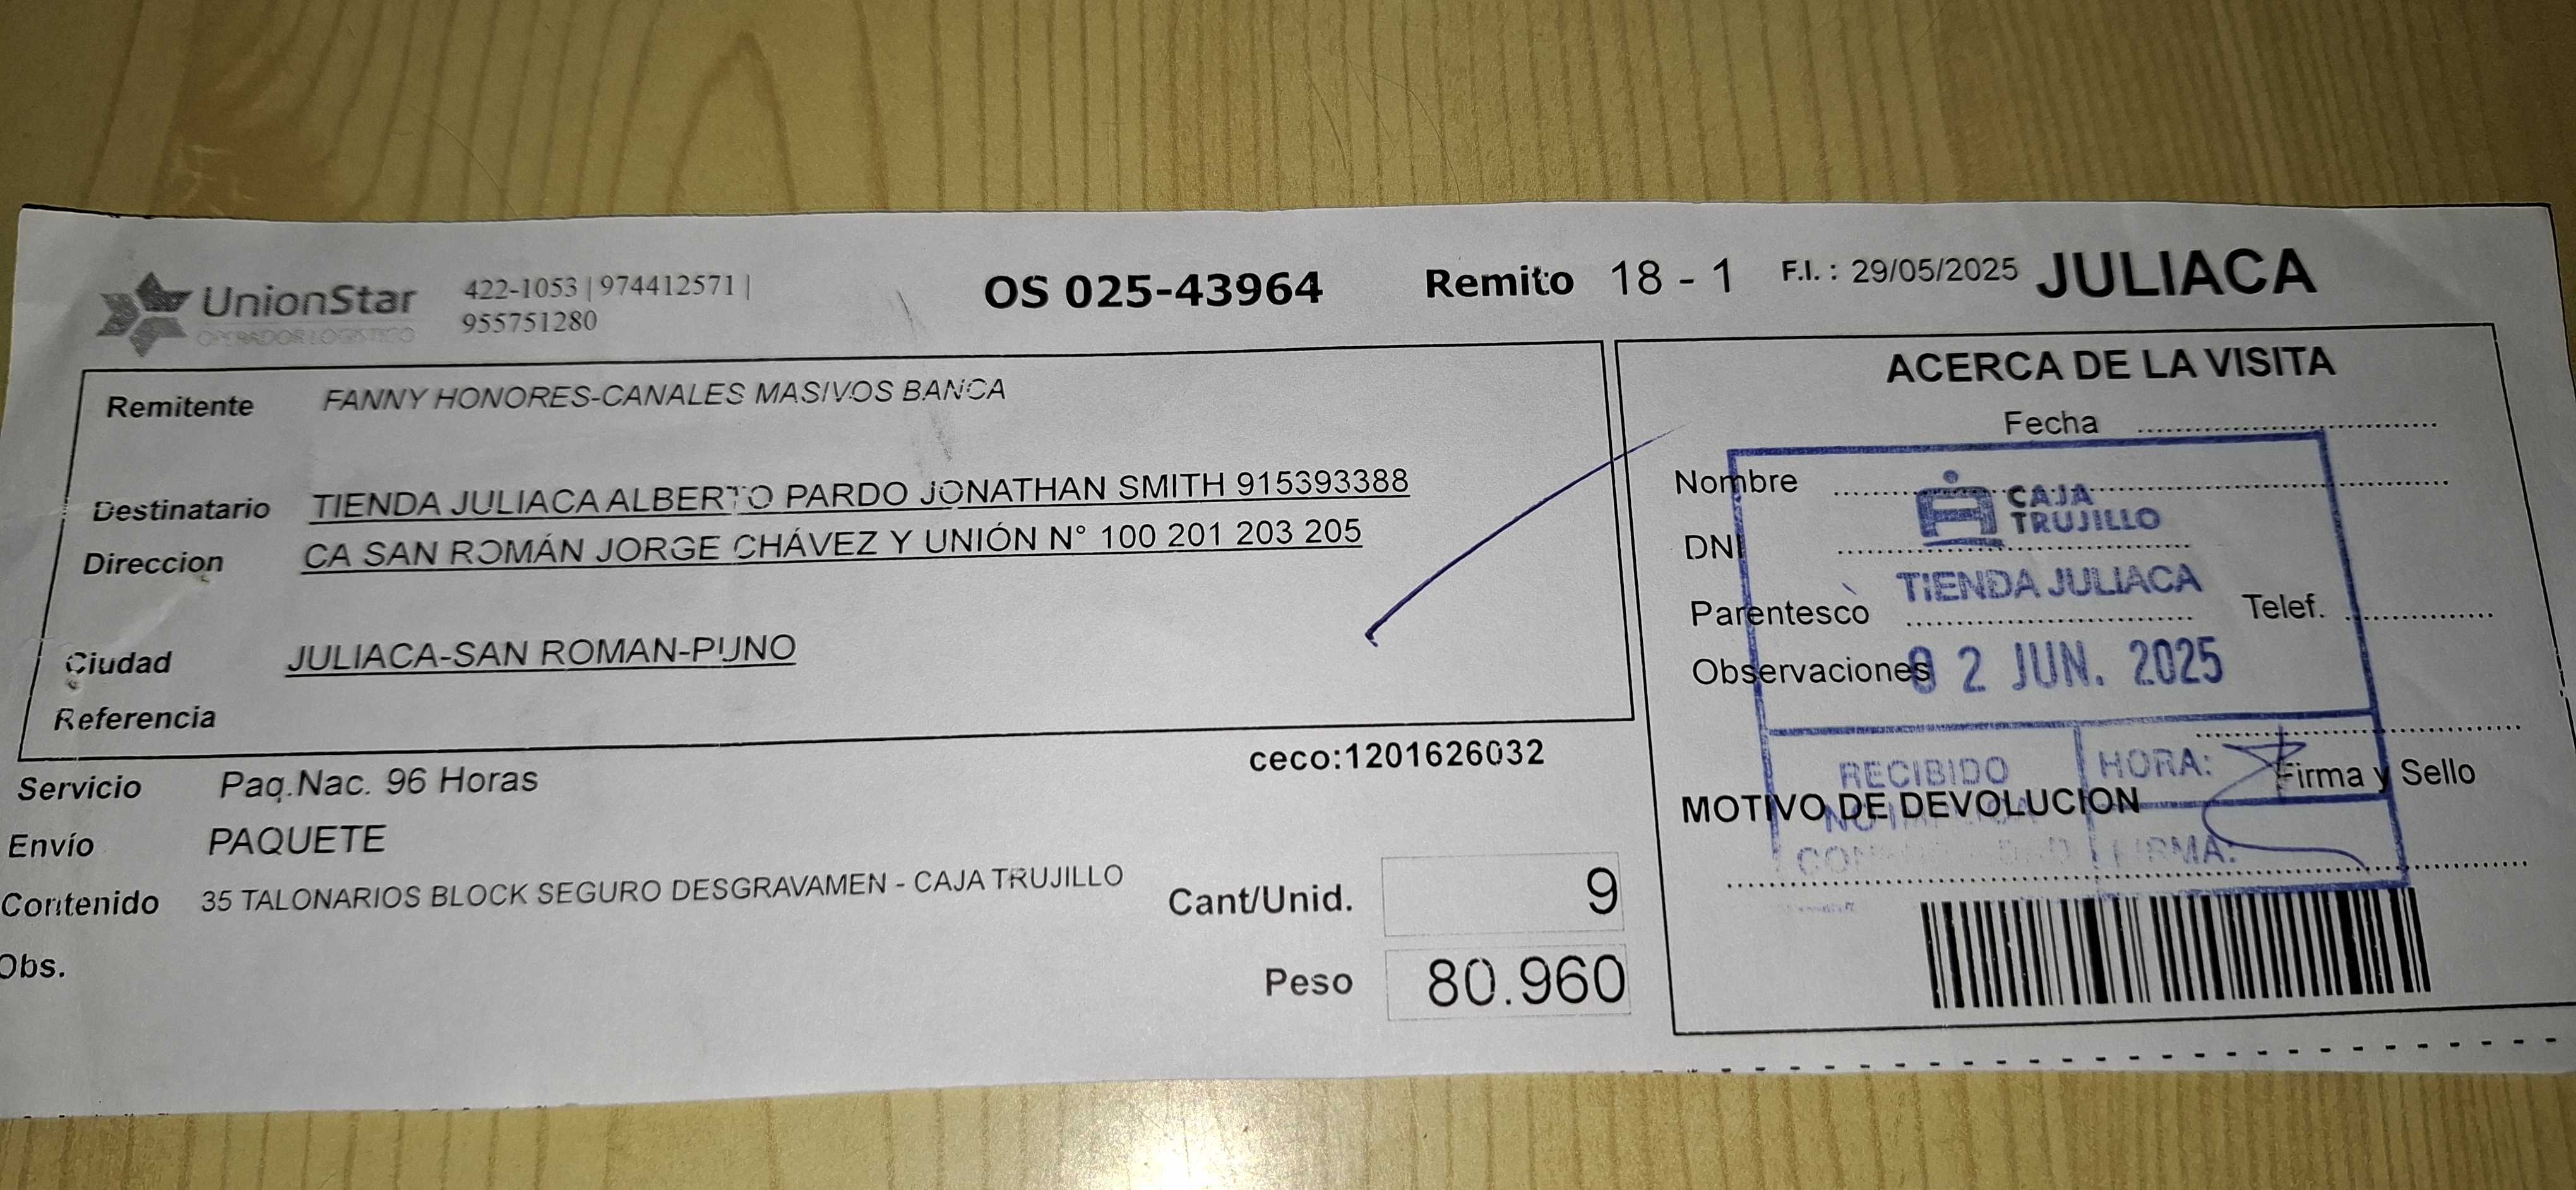 UnionStar
OPERADOR LOGISTICO
422-1053 | 974412571 |
955751280
OS 025-43964
Remito 18 - 1
F.I. : 29/05/2025
JULIACA
Remitente FANNY HONORES-CANALES MASIVOS BANCA
Destinatario TIENDA JULIACA ALBERTO PARDO JONATHAN SMITH 915393388
Direccion CA SAN ROMÁN JORGE CHÁVEZ Y UNIÓN N° 100 201 203 205
Ciudad JULIACA-SAN ROMAN-PUNO
Referencia
ceco:1201626032
Servicio Paq.Nac. 96 Horas
Envío PAQUETE
Contenido 35 TALONARIOS BLOCK SEGURO DESGRAVAMEN - CAJA TRUJILLO
Cant/Unid. 9
Obs.
Peso 80.960
ACERCA DE LA VISITA
Fecha
Nombre
DNI
Parentesco
Telef.
Observaciones
Firma y Sello
MOTIVO DE DEVOLUCION
CAJA
TRUJILLO
TIENDA JULIACA
02 JUN. 2025
RECIBIDO
HORA:
FIRMA: